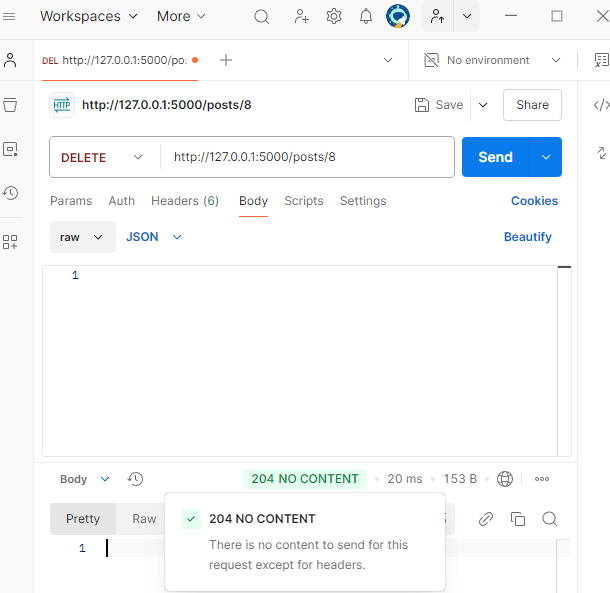 Workspaces More
DEL http://127.0.0.1:5000/po. No environment
HTTP http://127.0.0.1:5000/posts/8 Save Share
DELETE http://127.0.0.1:5000/posts/8 Send
Params Auth Headers (6) Body Scripts Settings Cookies
raw JSON Beautify
1
Body 204 NO CONTENT 20 ms 153 B
Pretty Raw
204 NO CONTENT
1
There is no content to send for this
request except for headers.